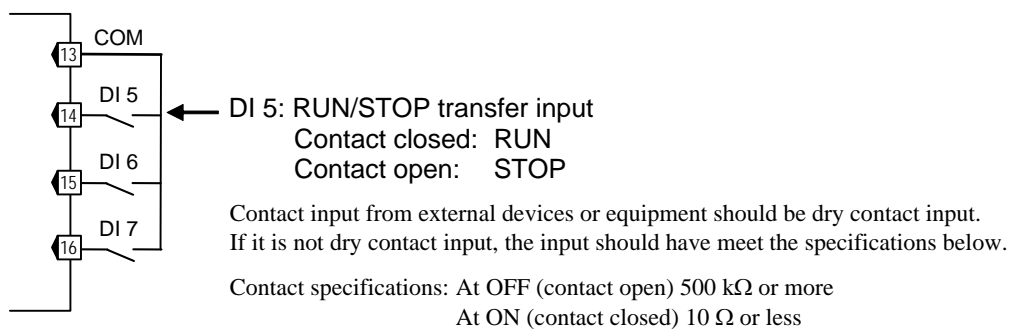 COM
13
DI 5
14
DI 6
15
DI 7
16
DI 5: RUN/STOP transfer input
Contact closed: RUN
Contact open: STOP
Contact input from external devices or equipment should be dry contact input.
If it is not dry contact input, the input should have meet the specifications below.
Contact specifications: At OFF (contact open) 500 kΩ or more
At ON (contact closed) 10 Ω or less